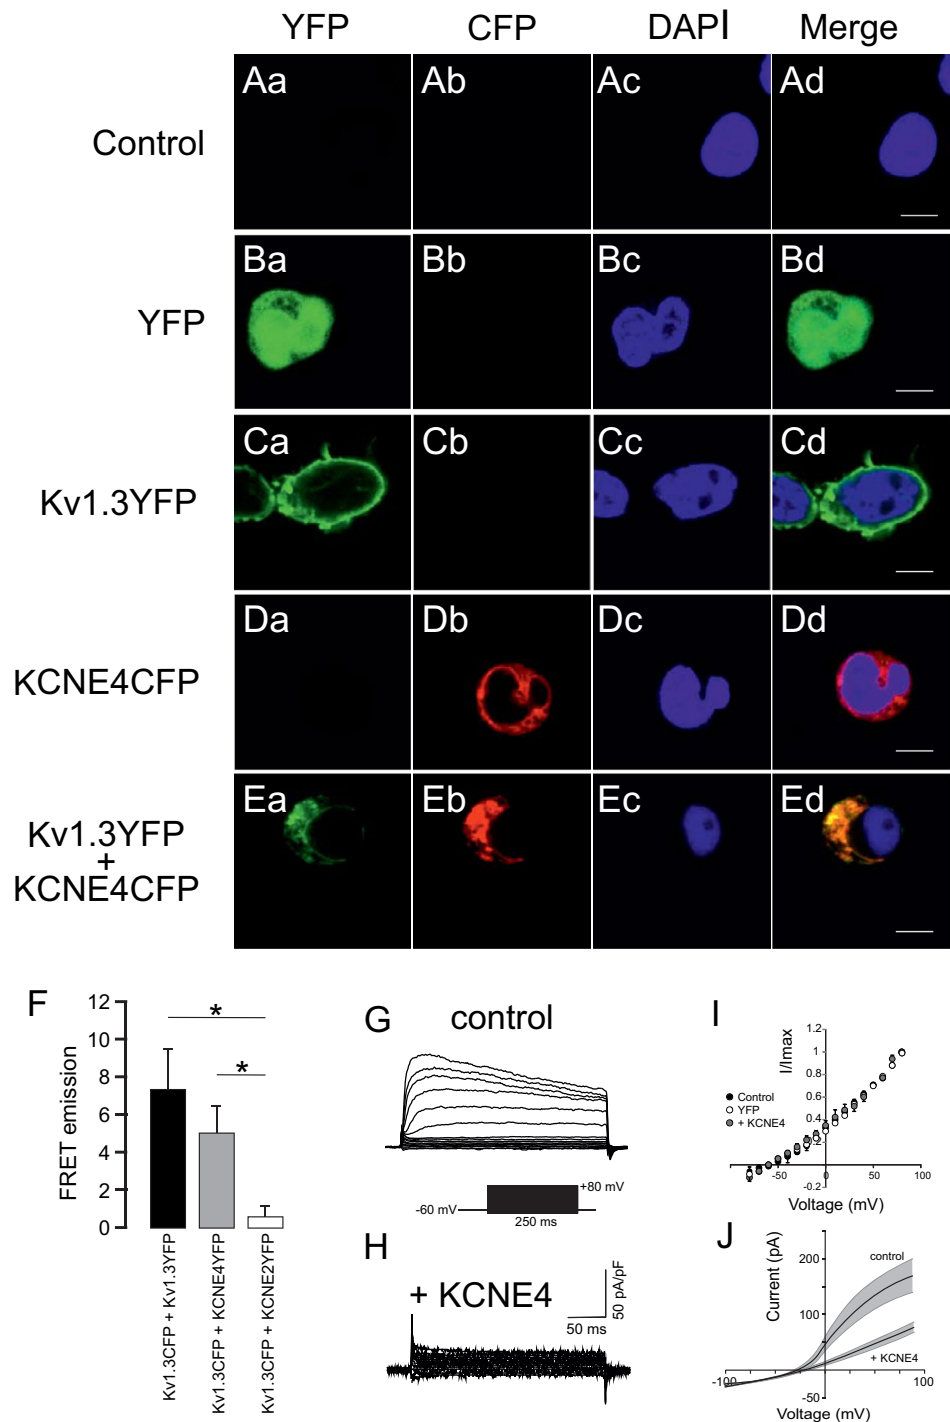 YFP CFP DAPI Merge
Control
Aa Ab Ac Ad
YFP
Ba Bb Bc Bd
Kv1.3YFP
Ca Cb Cc Cd
KCNE4CFP
Da Db Dc Dd
Kv1.3YFP
+
KCNE4CFP
Ea Eb Ec Ed
F
FRET emission
12
10
8
6
4
2
0
*
*
Kv1.3CFP + Kv1.3YFP
Kv1.3CFP + KCNE4YFP
Kv1.3CFP + KCNE2YFP
G
control
+80 mV
-60 mV
250 ms
H
+ KCNE4
50 pA/pF
50 ms
I
I/Imax
1.2
1
0.8
0.6
0.4
0.2
-0.2
Control
YFP
+ KCNE4
-50 0 50 100
Voltage (mV)
J
Current (pA)
200
100
-50
control
+ KCNE4
-100 100
Voltage (mV)